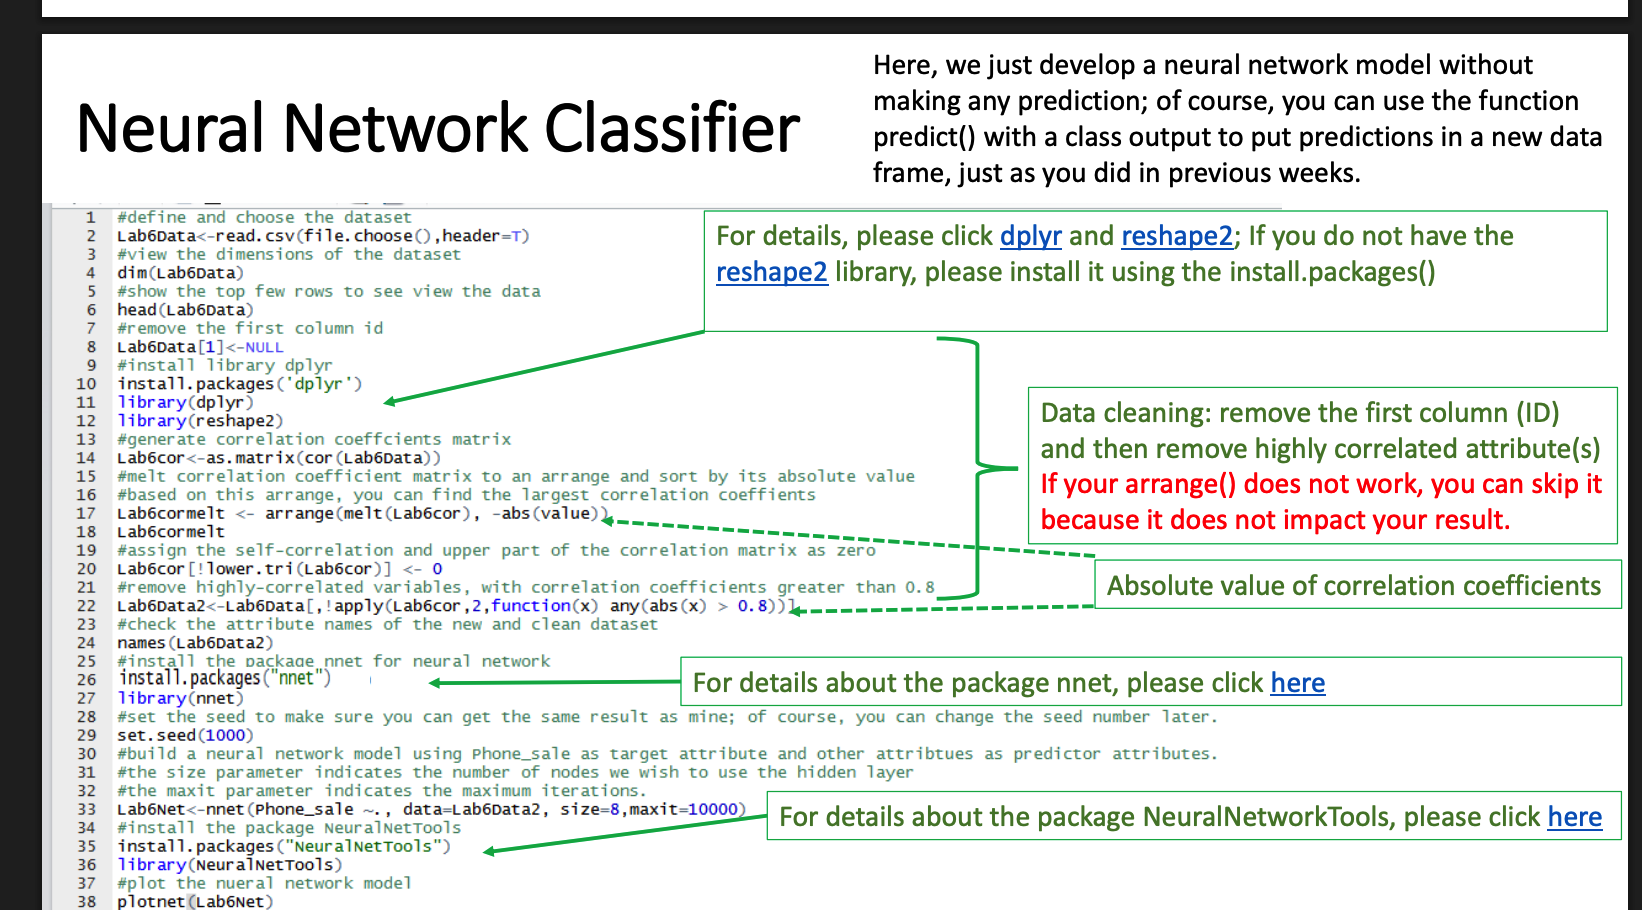 Neural Network Classifier
Here, we just develop a neural network model without
making any prediction; of course, you can use the function
predict() with a class output to put predictions in a new data
frame, just as you did in previous weeks.
1 #define and choose the dataset
2 Lab6Data<-read.csv(file.choose(),header=T)
3 #view the dimensions of the dataset
4 dim(Lab6Data)
5 #show the top few rows to see view the data
6 head(Lab6Data)
7 #remove the first column id
8 Lab6Data[1]<-NULL
9 #install library dplyr
10 install.packages('dplyr')
11 library(dplyr)
12 library(reshape2)
13 #generate correlation coeffcients matrix
14 Lab6cor<-as.matrix(cor(Lab6Data))
15 #melt correlation coefficient matrix to an arrange and sort by its absolute value
16 #based on this arrange, you can find the largest correlation coeffients
17 Lab6cormelt <- arrange(melt(Lab6cor), -abs(value))
18 Lab6cormelt
19 #assign the self-correlation and upper part of the correlation matrix as zero
20 Lab6cor[!lower.tri(Lab6cor)] <- 0
21 #remove highly-correlated variables, with correlation coefficients greater than 0.8
22 Lab6Data2<-Lab6Data[,!apply(Lab6cor,2,function(x) any(abs(x) > 0.8))]
23 #check the attribute names of the new and clean dataset
24 names(Lab6Data2)
25 #install the package nnet for neural network
26 install.packages("nnet")
27 library(nnet)
28 #set the seed to make sure you can get the same result as mine; of course, you can change the seed number later.
29 set.seed(1000)
30 #build a neural network model using Phone_sale as target attribute and other attribtues as predictor attributes.
31 #the size parameter indicates the number of nodes we wish to use the hidden layer
32 #the maxit parameter indicates the maximum iterations.
33 Lab6Net<-nnet(Phone_sale ~., data=Lab6Data2, size=8,maxit=10000)
34 #install the package NeuralNetTools
35 install.packages("NeuralNetTools")
36 library(NeuralNetTools)
37 #plot the nueral network model
38 plotnet(Lab6Net)
For details, please click dplyr and reshape2; If you do not have the
reshape2 library, please install it using the install.packages()
Data cleaning: remove the first column (ID)
and then remove highly correlated attribute(s)
If your arrange() does not work, you can skip it
because it does not impact your result.
Absolute value of correlation coefficients
For details about the package nnet, please click here
For details about the package NeuralNetworkTools, please click here